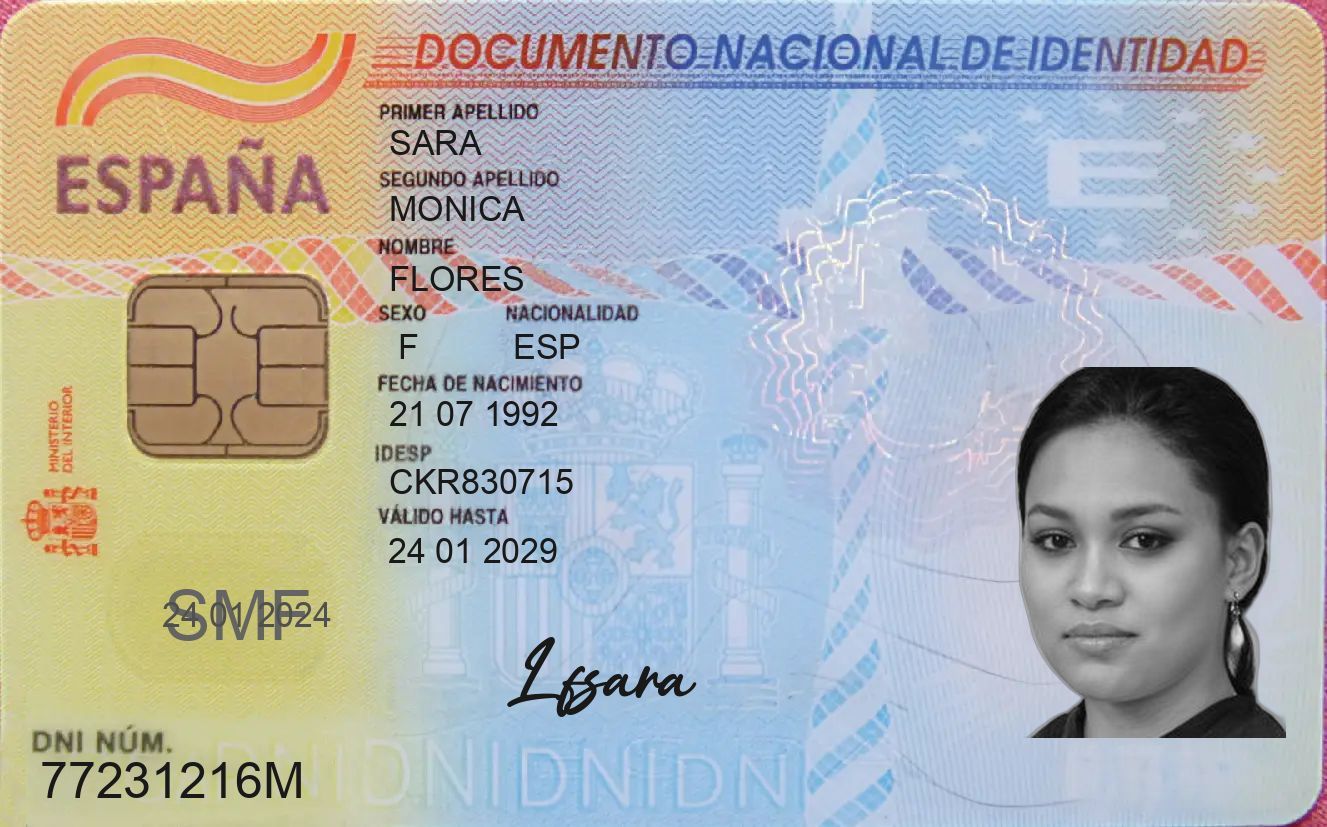 DOCUMENTO NACIONAL DE IDENTIDAD
ESPAÑA
PRIMER APELLIDO
SARA
SEGUNDO APELLIDO
MONICA
NOMBRE
FLORES
SEXO NACIONALIDAD
F ESP
FECHA DE NACIMIENTO
21 07 1992
IDESP
CKR830715
VÁLIDO HASTA
24 01 2029
MINISTERIO
DEL INTERIOR
E
SMF
24 01 2024
Lfsara
DNI NÚM.
77231216M
DNIDNIDNIDNI